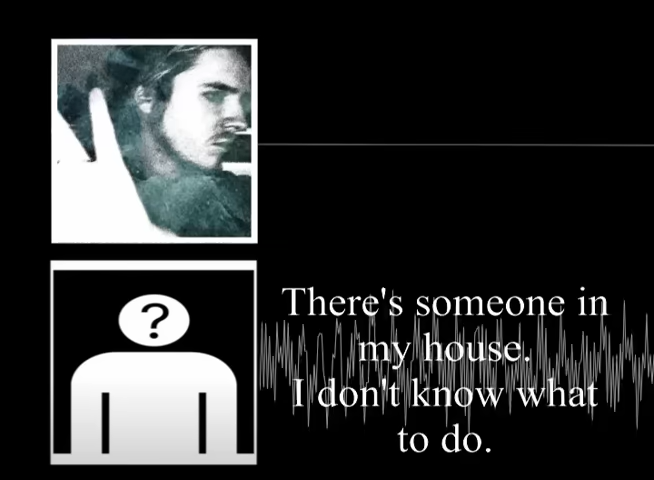 ?
There's someone in
my house.
I don't know what
to do.